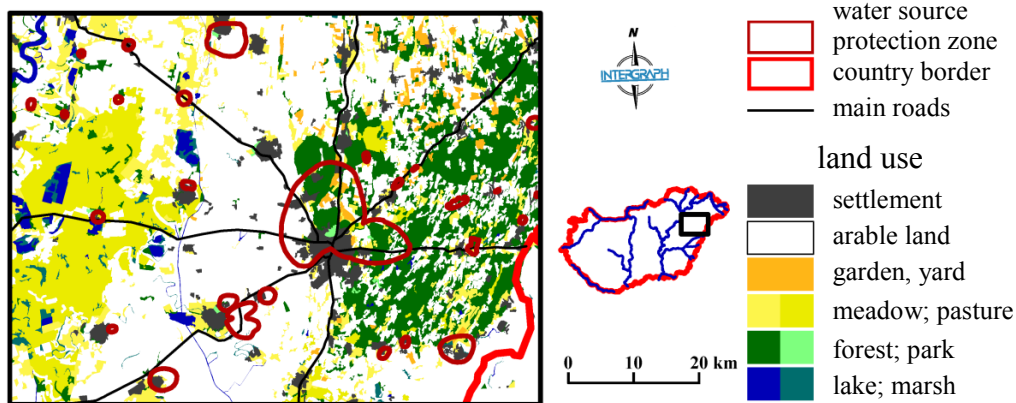 N
INTERGRAPH
0 10 20 km
water source
protection zone
country border
main roads
land use
settlement
arable land
garden, yard
meadow; pasture
forest; park
lake; marsh